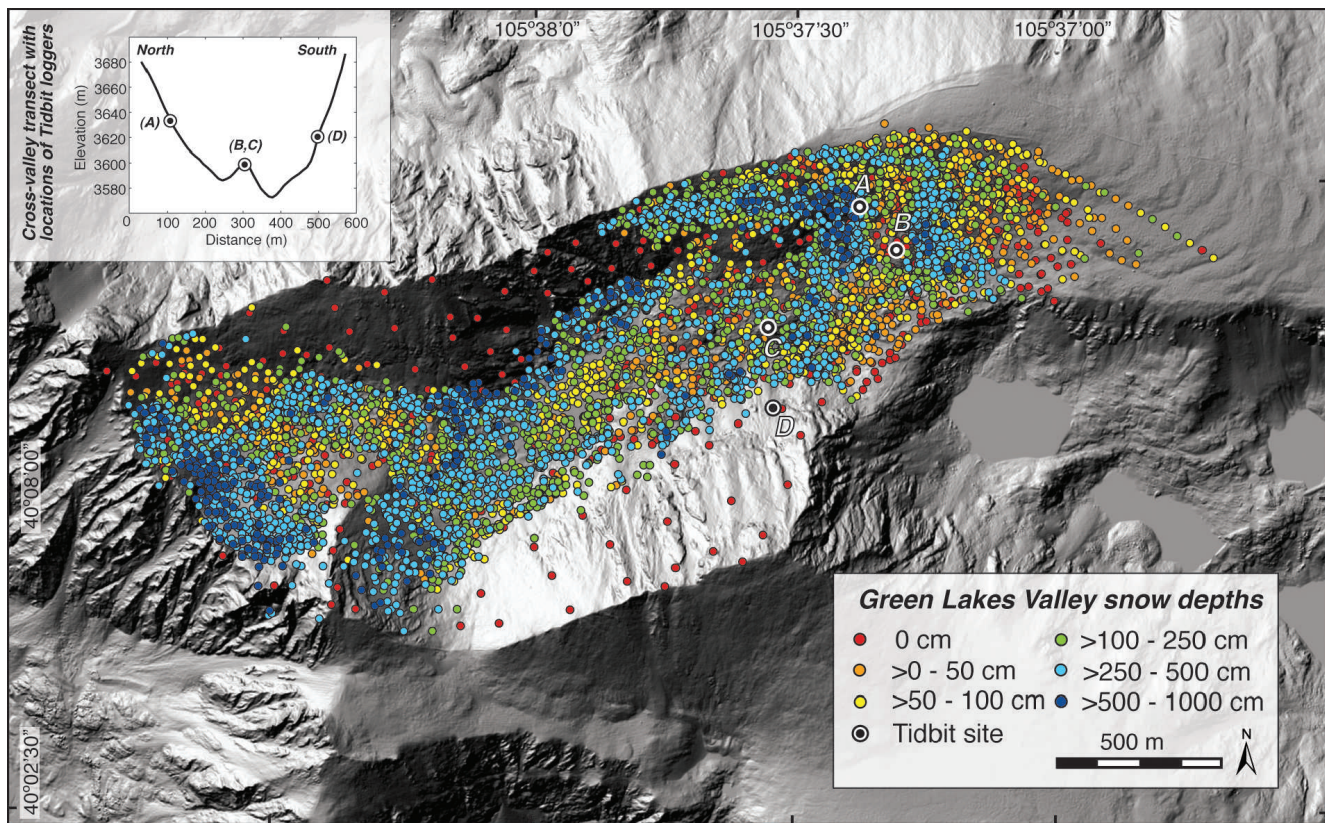 Cross-valley transect with
locations of Tidbit loggers
North
South
3680
3660
3640
3620
3600
3580
Elevation (m)
(A)
(B,C)
(D)
0
100
200
300
400
500
600
Distance (m)
105°38'0"
105°37'30
105°37'00
40°08'00"
40°02'30"
A
B
C
D
Green Lakes Valley snow depths
0 cm
>0 - 50 cm
>50 - 100 cm
>100 - 250 cm
>250 - 500 cm
>500 - 1000 cm
Tidbit site
500 m
N